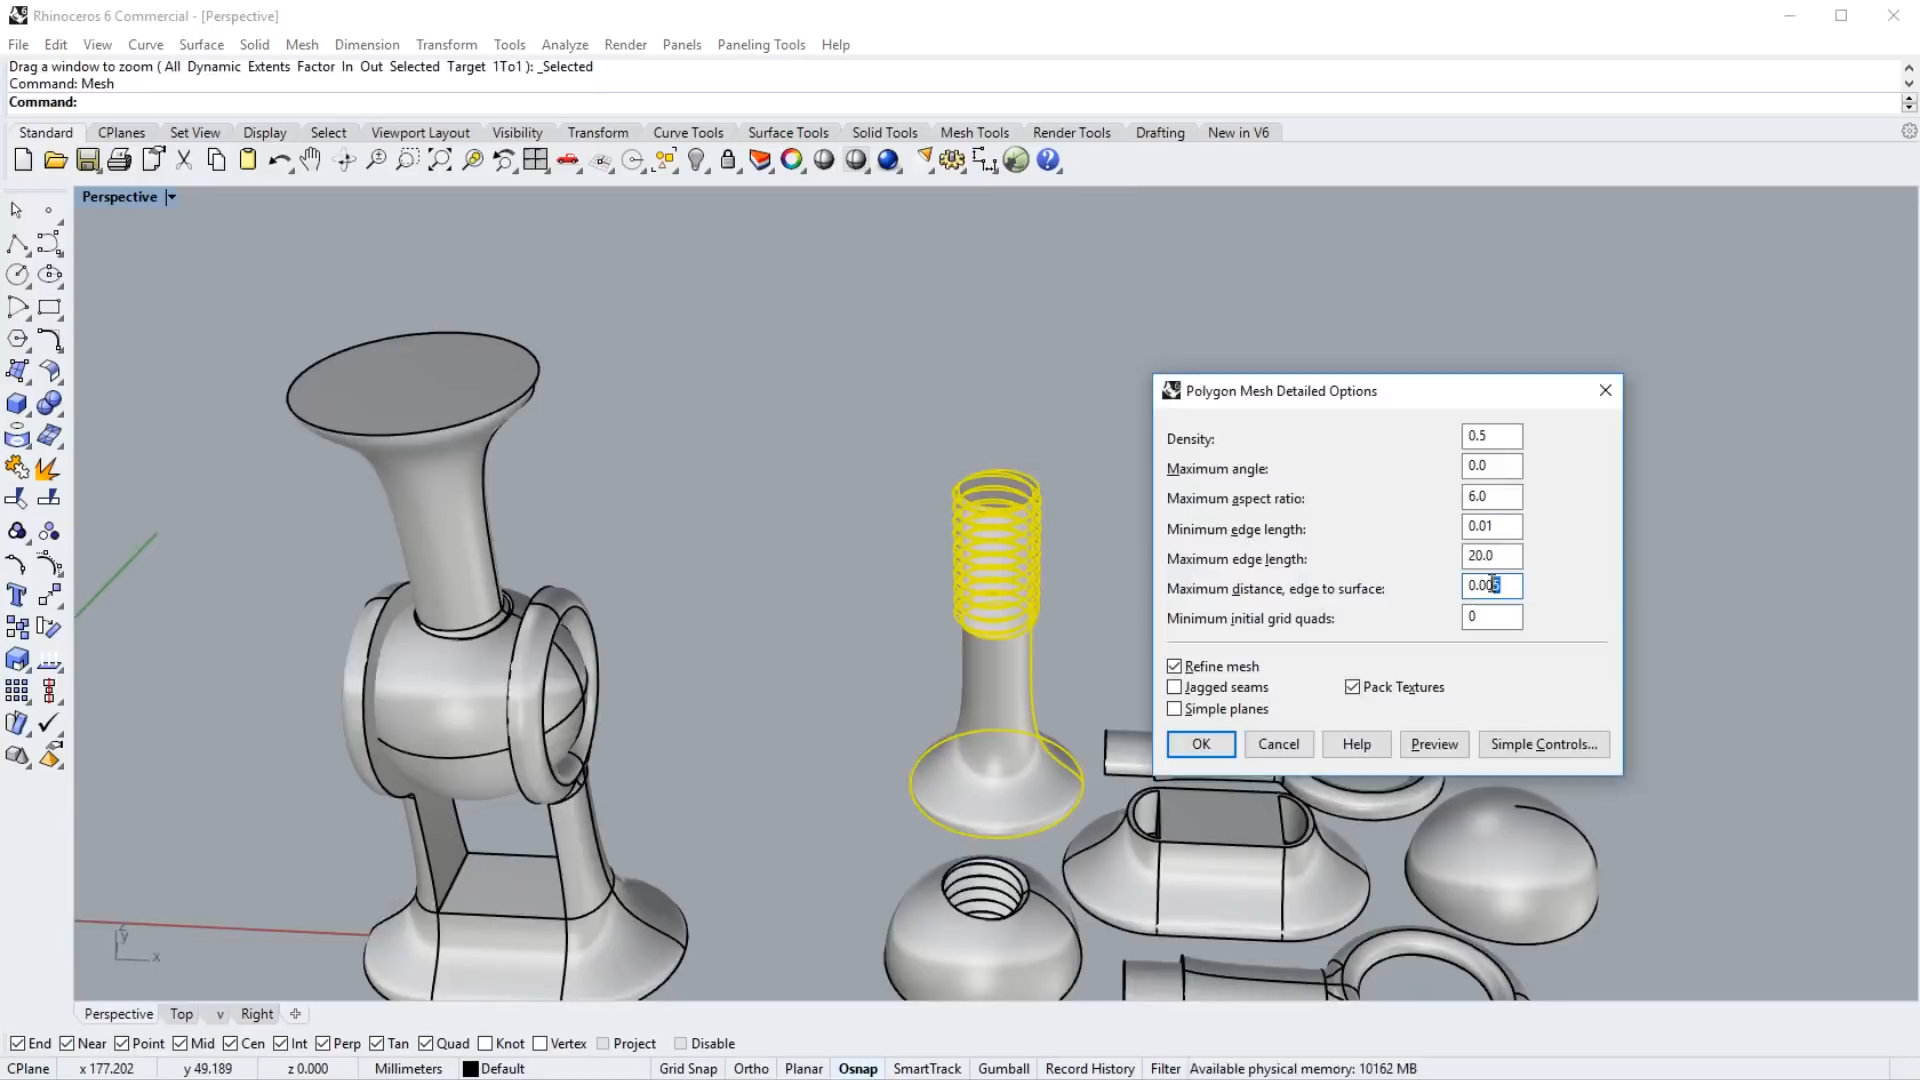 Rhinoceros 6 Commercial - [Perspective]
File Edit View Curve Surface Solid Mesh Dimension Transform Tools Analyze Render Panels Paneling Tools Help
Drag a window to zoom ( All Dynamic Extents Factor In Out Selected Target 1To1 ): _Selected
Command: Mesh
Command:
Standard CPlanes Set View Display Select Viewport Layout Visibility Transform Curve Tools Surface Tools Solid Tools Mesh Tools Render Tools Drafting New in V6
Perspective
Polygon Mesh Detailed Options
Density: 0.5
Maximum angle: 0.0
Maximum aspect ratio: 6.0
Minimum edge length: 0.01
Maximum edge length: 20.0
Maximum distance, edge to surface: 0.005
Minimum initial grid quads: 0
Refine mesh
Jagged seams Pack Textures
Simple planes
OK Cancel Help Preview Simple Controls...
y
x
Perspective Top v Right
End Near Point Mid Cen Int Perp Tan Quad Knot Vertex Project Disable
CPlane x 177.202 y 49.189 z 0.000 Millimeters Default Grid Snap Ortho Planar Osnap SmartTrack Gumball Record History Filter Available physical memory: 10162 MB